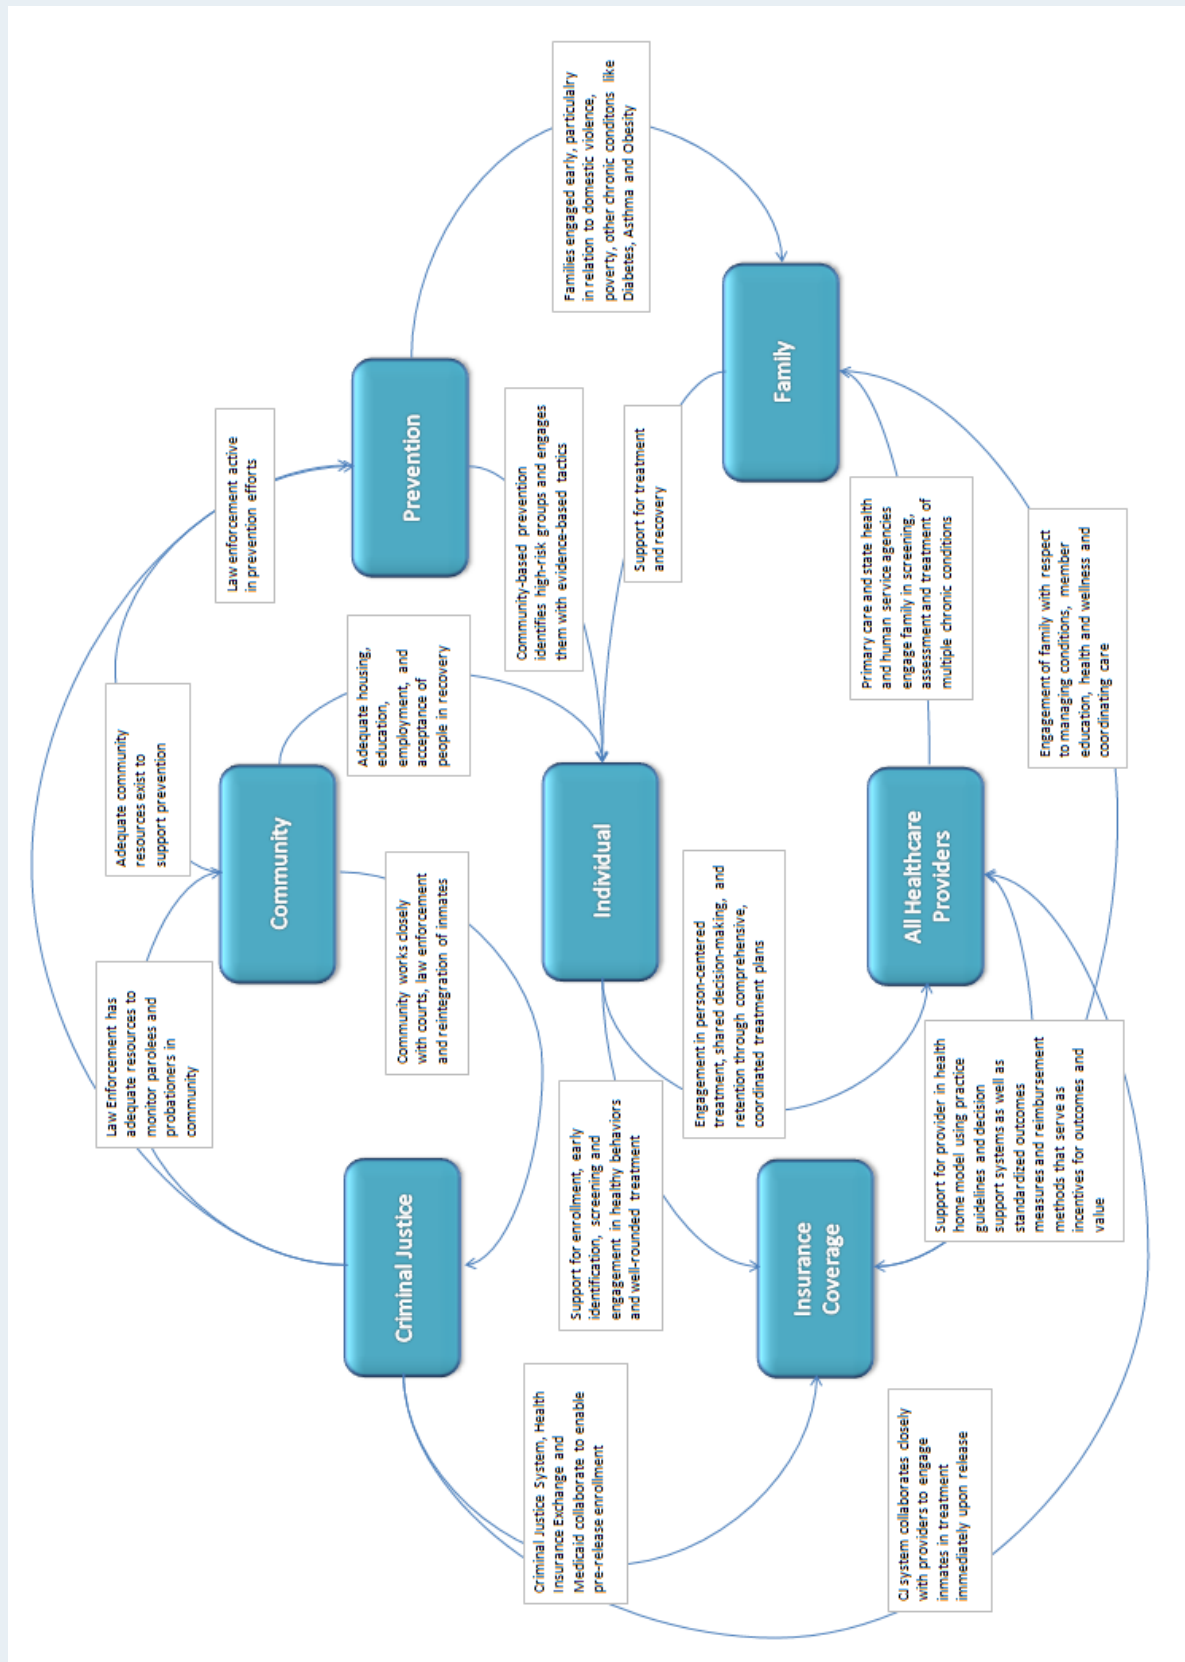 Law Enforcement has
adequate resources to
monitor parolees and
probationers in
community
Adequate community
resources exist to
support prevention
Law enforcement active
in prevention efforts
Criminal Justice
Community
Prevention
Community works closely
with courts, law enforcement
and reintegration of inmates
Adequate housing,
education,
employment, and
acceptance of
people in recovery
Community-based prevention
identifies high-risk groups and engages
them with evidence-based tactics
Families engaged early, particulalry
in relation to domestic violence,
poverty, other chronic conditons like
Diabetes, Asthma and Obesity
Criminal Justice System, Health
Insurance Exchange and
Medicaid collaborate to enable
pre-release enrollment
Support for enrollment, early
identification, screening and
engagement in healthy behaviors
and well-rounded treatment
Individual
Support for treatment
and recovery
Engagement in person-centered
treatment, shared decision-making, and
retention through comprehensive,
coordinated treatment plans
Insurance
Coverage
Family
All Healthcare
Providers
Primary care and state health
and human service agencies
engage family in screening,
assessment and treatment of
multiple chronic conditions
CJ system collaborates closely
with providers to engage
inmates in treatment
immediately upon release
Support for provider in health
home model using practice
guidelines and decision
support systems as well as
standardized outcomes
measures and reimbursement
methods that serve as
incentives for outcomes and
value
Engagement of family with respect
to managing conditions, member
education, health and wellness and
coordinating care